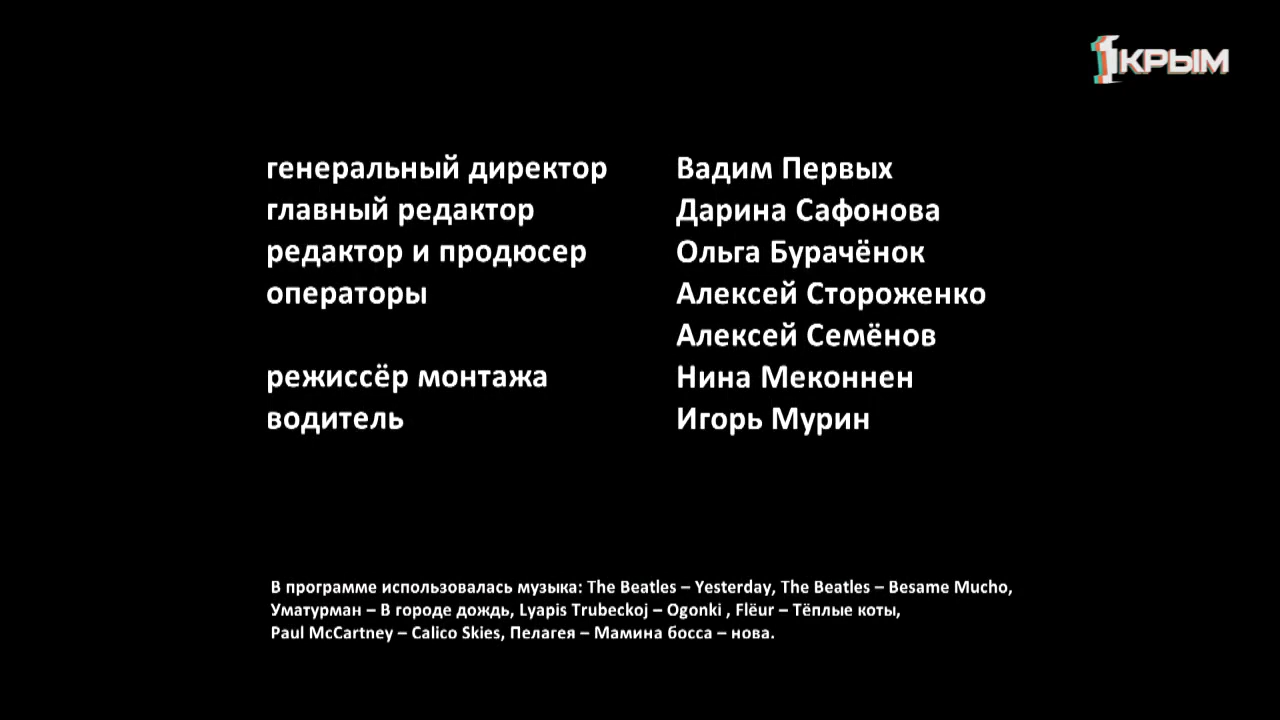 1КРЫМ
генеральный директор Вадим Первых
главный редактор Дарина Сафонова
редактор и продюсер Ольга Бурачёнок
операторы Алексей Стороженко
Алексей Семёнов
режиссёр монтажа Нина Меконнен
водитель Игорь Мурин
В программе использовалась музыка: The Beatles – Yesterday, The Beatles – Besame Mucho,
Уматурман – В городе дождь, Lyapis Trubeckoj – Ogonki , Flëur – Тёплые коты,
Paul McCartney – Calico Skies, Пелагея – Мамина босса – нова.